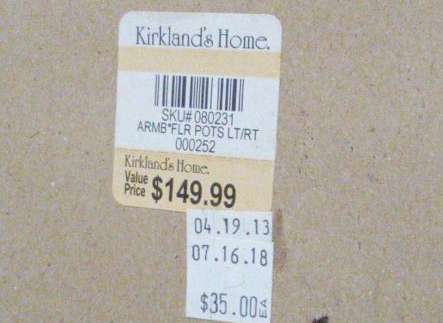 Kirkland's Home.
SKU# 080231
ARMB*FLR POTS LT/RT
000252
Kirkland's Home.
Value
Price $149.99
04.19.13
07.16.18
$35.00 EA